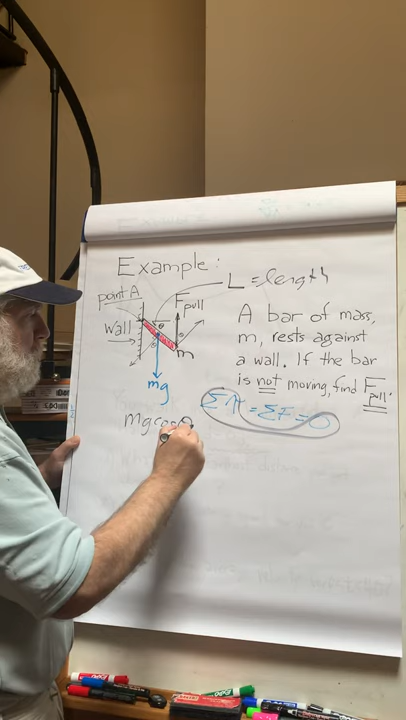 Example:
L = length
point A
Fpull
Wall
θ
m
mg
A bar of mass,
m, rests against
a wall. If the bar
is not moving, find Fpull.
Στ = ΣF = 0
mgcosθ